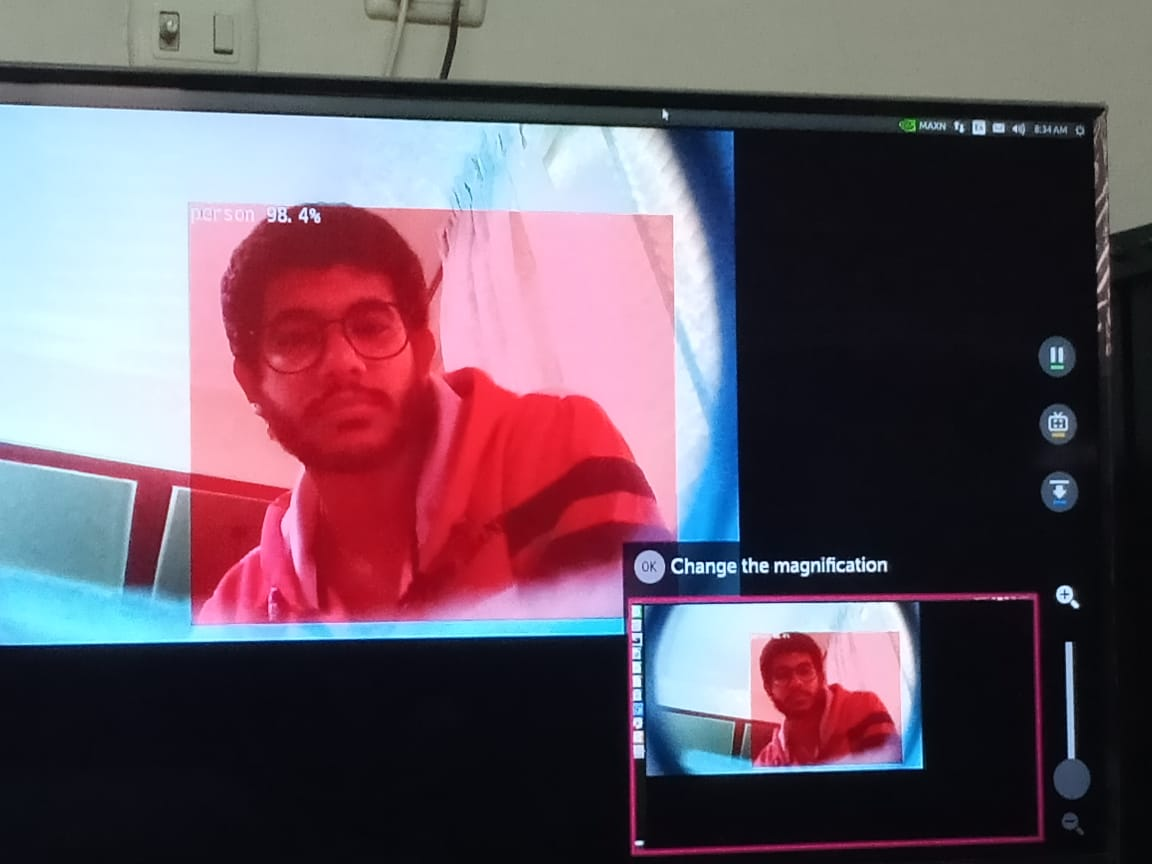 MAXN 8:34 AM
person 98.4%
OK Change the magnification